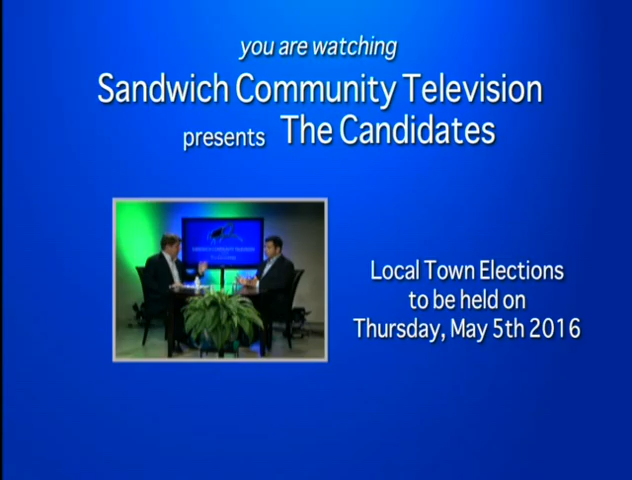 you are watching
Sandwich Community Television
presents The Candidates
Local Town Elections
to be held on
Thursday, May 5th 2016